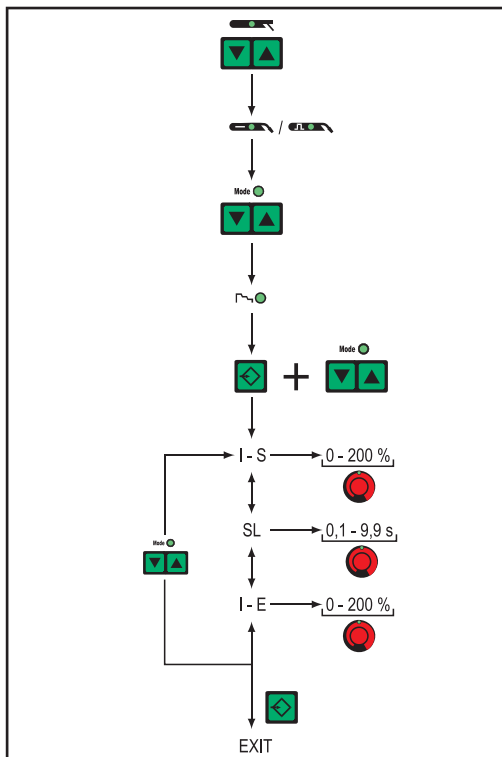 /
Mode
Mode
+
I - S
0 - 200 %
Mode
SL
0,1 - 9,9 s
I - E
0 - 200 %
EXIT